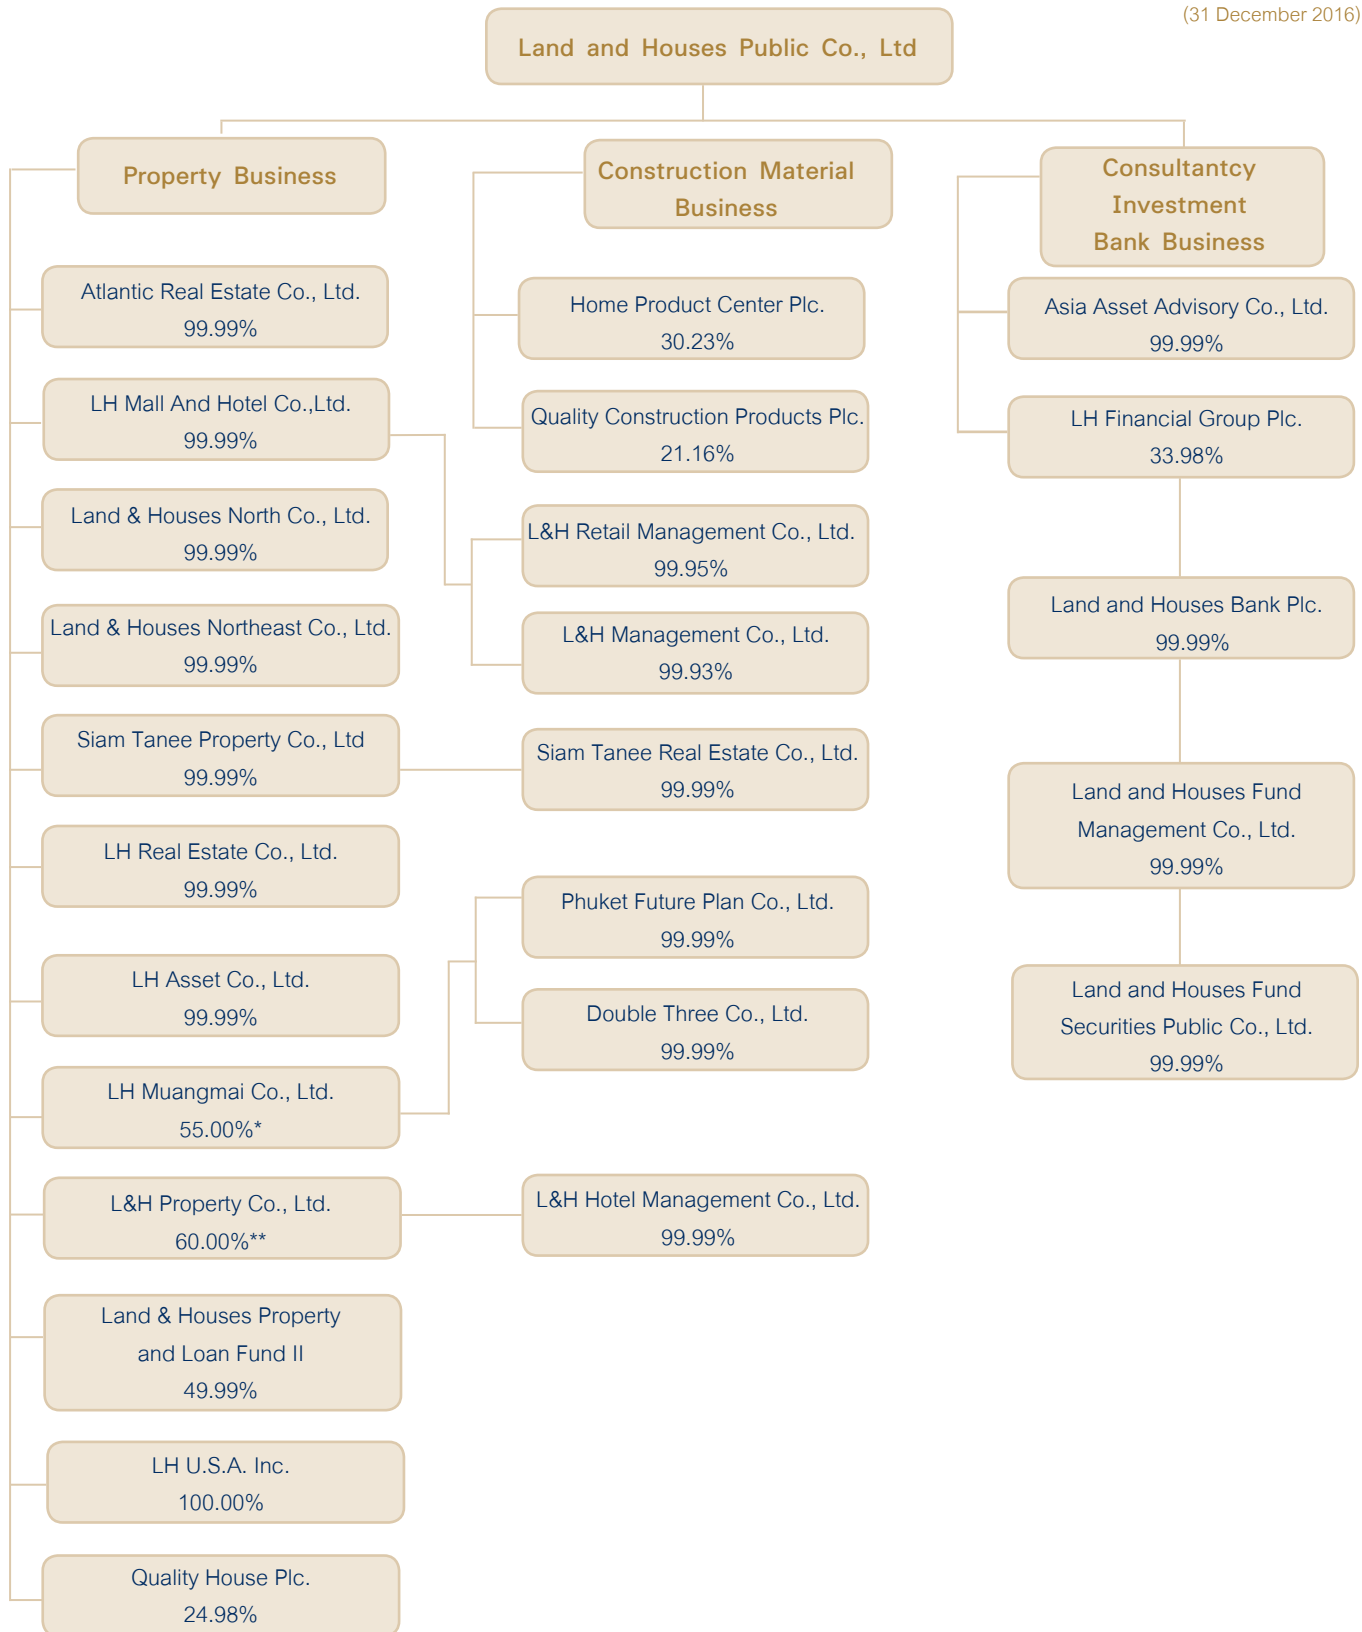 (31 December 2016)
Land and Houses Public Co., Ltd
Property Business
Atlantic Real Estate Co., Ltd.
99.99%
LH Mall And Hotel Co.,Ltd.
99.99%
Land & Houses North Co., Ltd.
99.99%
Land & Houses Northeast Co., Ltd.
99.99%
Siam Tanee Property Co., Ltd
99.99%
LH Real Estate Co., Ltd.
99.99%
LH Asset Co., Ltd.
99.99%
LH Muangmai Co., Ltd.
55.00%*
L&H Property Co., Ltd.
60.00%**
Land & Houses Property
and Loan Fund II
49.99%
LH U.S.A. Inc.
100.00%
Quality House Plc.
24.98%
Construction Material
Business
Home Product Center Plc.
30.23%
Quality Construction Products Plc.
21.16%
L&H Retail Management Co., Ltd.
99.95%
L&H Management Co., Ltd.
99.93%
Siam Tanee Real Estate Co., Ltd.
99.99%
Phuket Future Plan Co., Ltd.
99.99%
Double Three Co., Ltd.
99.99%
L&H Hotel Management Co., Ltd.
99.99%
Consultantcy
Investment
Bank Business
Asia Asset Advisory Co., Ltd.
99.99%
LH Financial Group Plc.
33.98%
Land and Houses Bank Plc.
99.99%
Land and Houses Fund
Management Co., Ltd.
99.99%
Land and Houses Fund
Securities Public Co., Ltd.
99.99%